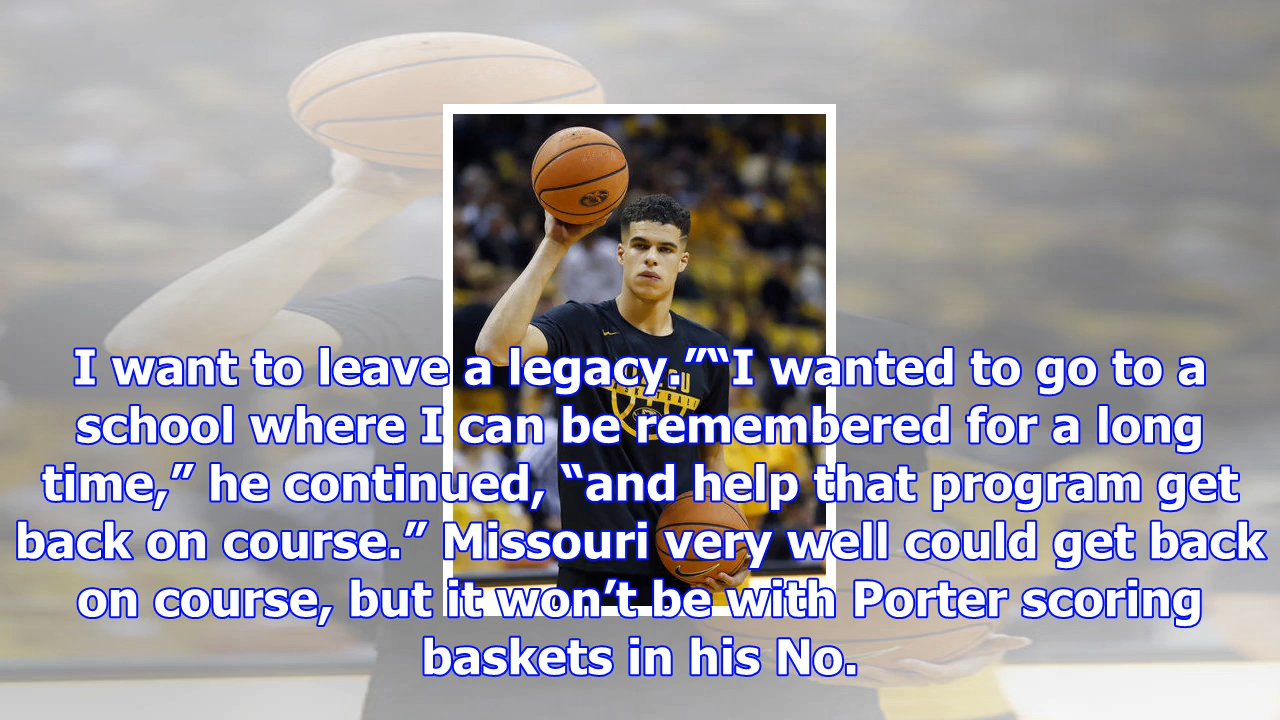 I want to leave a legacy.”“I wanted to go to a
school where I can be remembered for a long
time,” he continued, “and help that program get
back on course.” Missouri very well could get back
on course, but it won’t be with Porter scoring
baskets in his No.